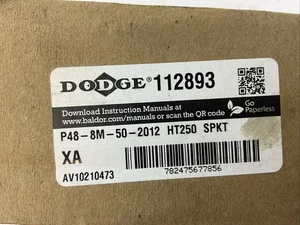 DODGE® 112893
Download Instruction Manuals at
www.baldor.com/manuals or scan the QR code
Go
Paperless
P48-8M-50-2012 HT250 SPKT
XA
AV10210473
782475677856